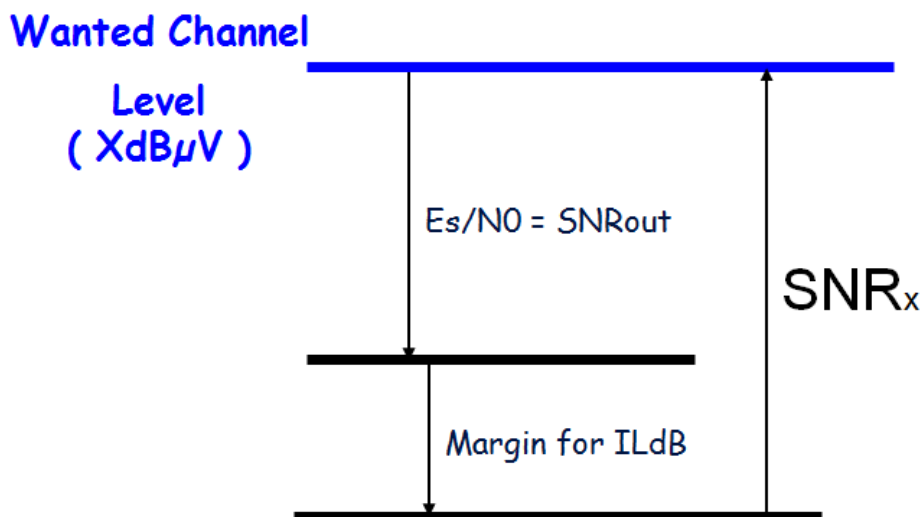 Wanted Channel
Level
( XdBµV )
Es/N0 = SNRout
SNRx
Margin for ILdB